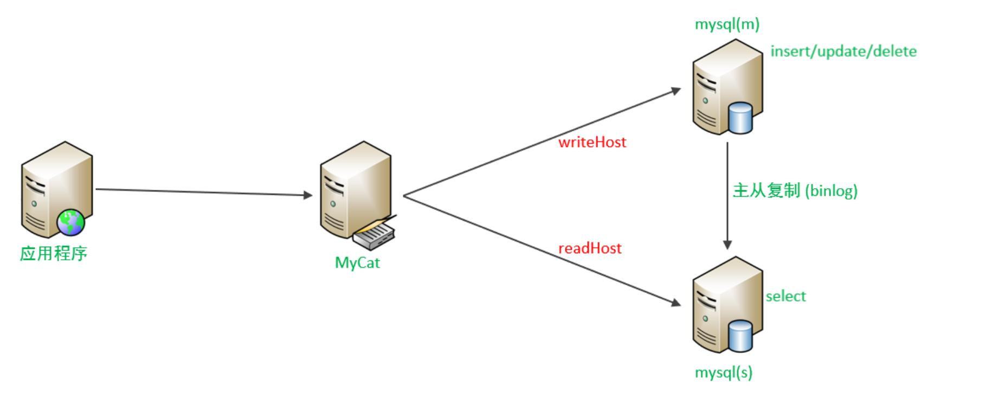 mysql(m)
insert/update/delete
writeHost
主从复制 (binlog)
应用程序
MyCat
readHost
select
mysql(s)